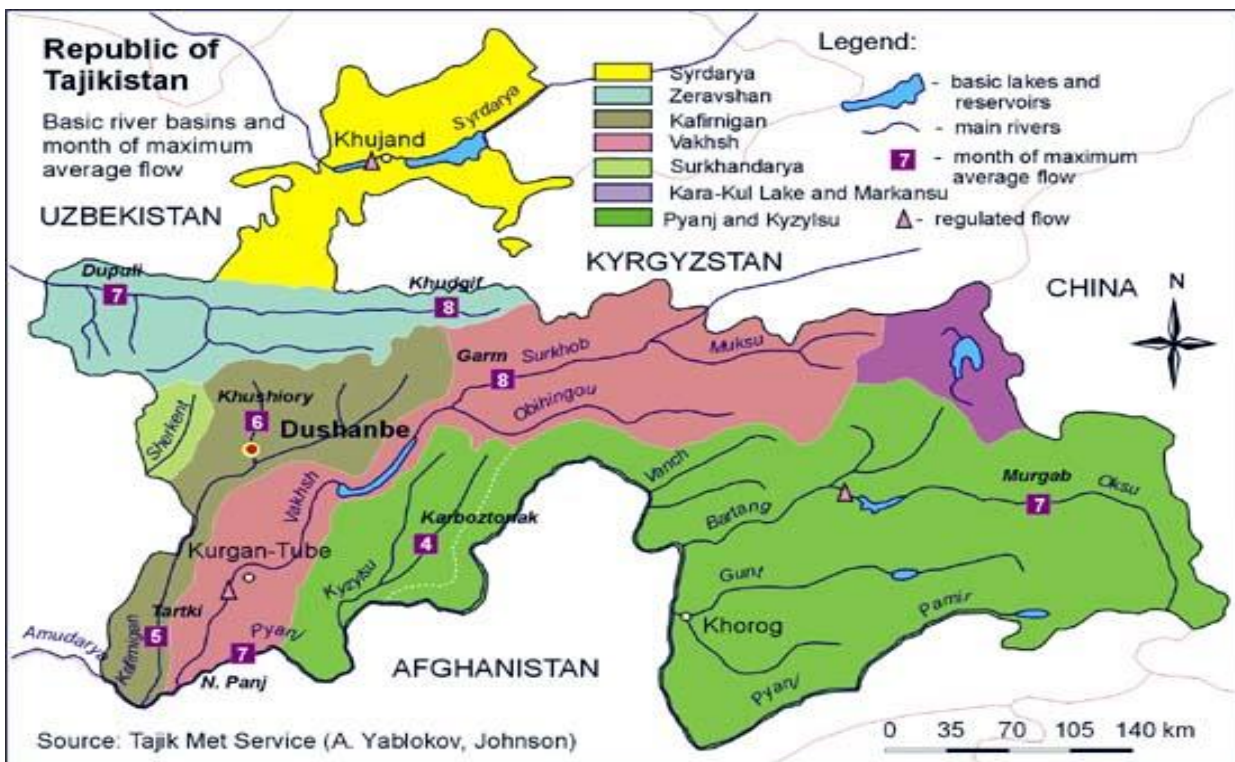 Republic of
Tajikistan
Basic river basins and
month of maximum
average flow
Syrdarya
Zeravshan
Kafirnigan
Vakhsh
Surkhandarya
Kara-Kul Lake and Markansu
Pyanj and Kyzylsu
Legend:
- basic lakes and
reservoirs
- main rivers
7 - month of maximum
average flow
- regulated flow
Khujand
Syrdarya
UZBEKISTAN
KYRGYZSTAN
CHINA
N
Dupuli
7
Khudgif
8
Garm
8
Surkhob
Muksu
Obihingou
Sherkent
Khushiory
6
Dushanbe
Vakhsh
Vanch
Bartang
Murgab
7
Oksu
Karboztonak
4
Kurgan-Tube
Kyzylsu
Gunt
Pamir
Khorog
Tartki
5
Kafirnigan
Pyanj
7
N. Panj
Amudarya
AFGHANISTAN
Pyanj
Source: Tajik Met Service (A. Yablokov, Johnson)
0 35 70 105 140 km